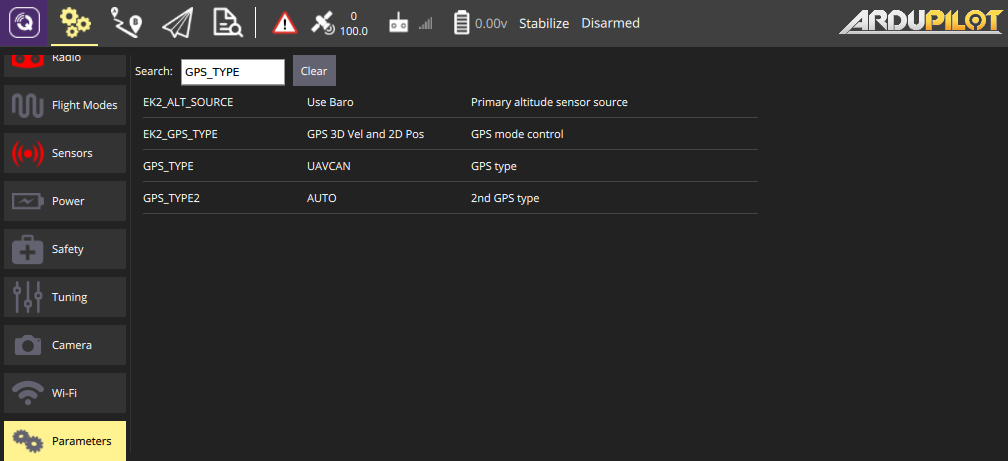 0
100.0
0.00v
Stabilize
Disarmed
ARDUPILOT
Radio
Flight Modes
Sensors
Power
Safety
Tuning
Camera
Wi-Fi
Parameters
Search: GPS_TYPE Clear
EK2_ALT_SOURCE Use Baro Primary altitude sensor source
EK2_GPS_TYPE GPS 3D Vel and 2D Pos GPS mode control
GPS_TYPE UAVCAN GPS type
GPS_TYPE2 AUTO 2nd GPS type